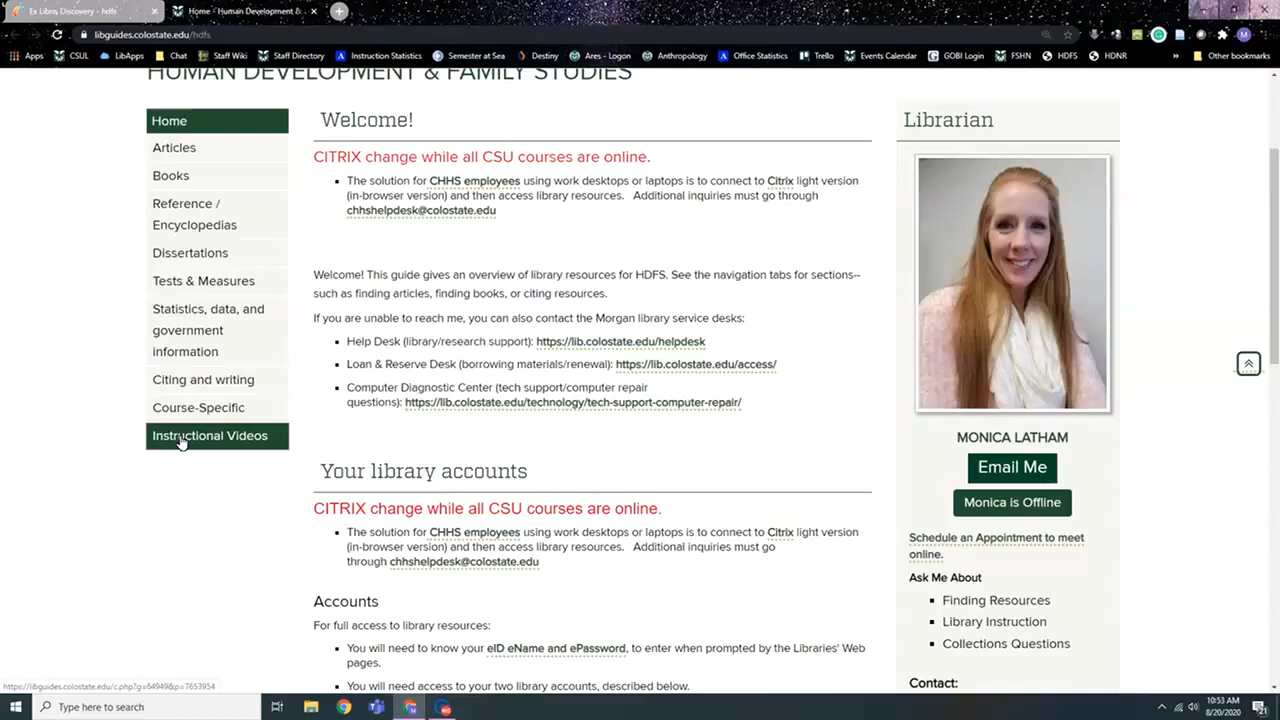 Ex Libris Discovery - hdfs
Home - Human Development &
libguides.colostate.edu/hdfs
Apps
CSUL
LibApps
Chat
Staff Wiki
Staff Directory
Instruction Statistics
Semester at Sea
Destiny
Ares - Logon
Anthropology
Office Statistics
Trello
Events Calendar
GOBI Login
FSHN
HDFS
HDNR
»
Other bookmarks
HUMAN DEVELOPMENT & FAMILY STUDIES
Home
Articles
Books
Reference /
Encyclopedias
Dissertations
Tests & Measures
Statistics, data, and
government
information
Citing and writing
Course-Specific
Instructional Videos
Welcome!
CITRIX change while all CSU courses are online.
The solution for CHHS employees using work desktops or laptops is to connect to Citrix light version
(in-browser version) and then access library resources. Additional inquiries must go through
chhshelpdesk@colostate.edu
Welcome! This guide gives an overview of library resources for HDFS. See the navigation tabs for sections--
such as finding articles, finding books, or citing resources.
If you are unable to reach me, you can also contact the Morgan library service desks:
Help Desk (library/research support): https://lib.colostate.edu/helpdesk
Loan & Reserve Desk (borrowing materials/renewal): https://lib.colostate.edu/access/
Computer Diagnostic Center (tech support/computer repair
questions): https://lib.colostate.edu/technology/tech-support-computer-repair/
Your library accounts
CITRIX change while all CSU courses are online.
The solution for CHHS employees using work desktops or laptops is to connect to Citrix light version
(in-browser version) and then access library resources. Additional inquiries must go
through chhshelpdesk@colostate.edu
Accounts
For full access to library resources:
You will need to know your eID eName and ePassword, to enter when prompted by the Libraries' Web
pages.
You will need access to your two library accounts, described below.
Librarian
MONICA LATHAM
Email Me
Monica is Offline
Schedule an Appointment to meet
online.
Ask Me About
Finding Resources
Library Instruction
Collections Questions
Contact:
https://libguides.colostate.edu/c.php?g=64949&p=7653954
Type here to search
10:53 AM
8/20/2020
21